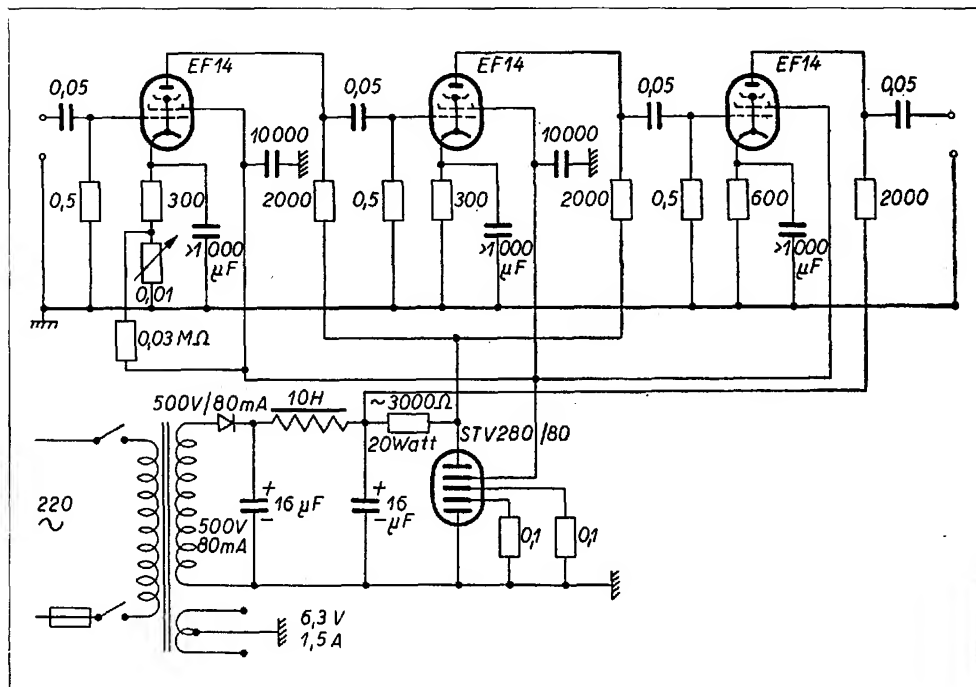 EF14
EF14
EF14
0,05
0,05
0,05
0,05
10000
10000
0,5
300
2000
0,5
300
2000
0,5
600
2000
>1000
µF
>1000
µF
>1000
µF
0,01
0,03 MΩ
500V/80mA
10H
~3000Ω
20Watt
STV280/80
220
~
+
16 µF
-
+
16
- µF
500V
80mA
0,1
0,1
6,3 V
1,5 A